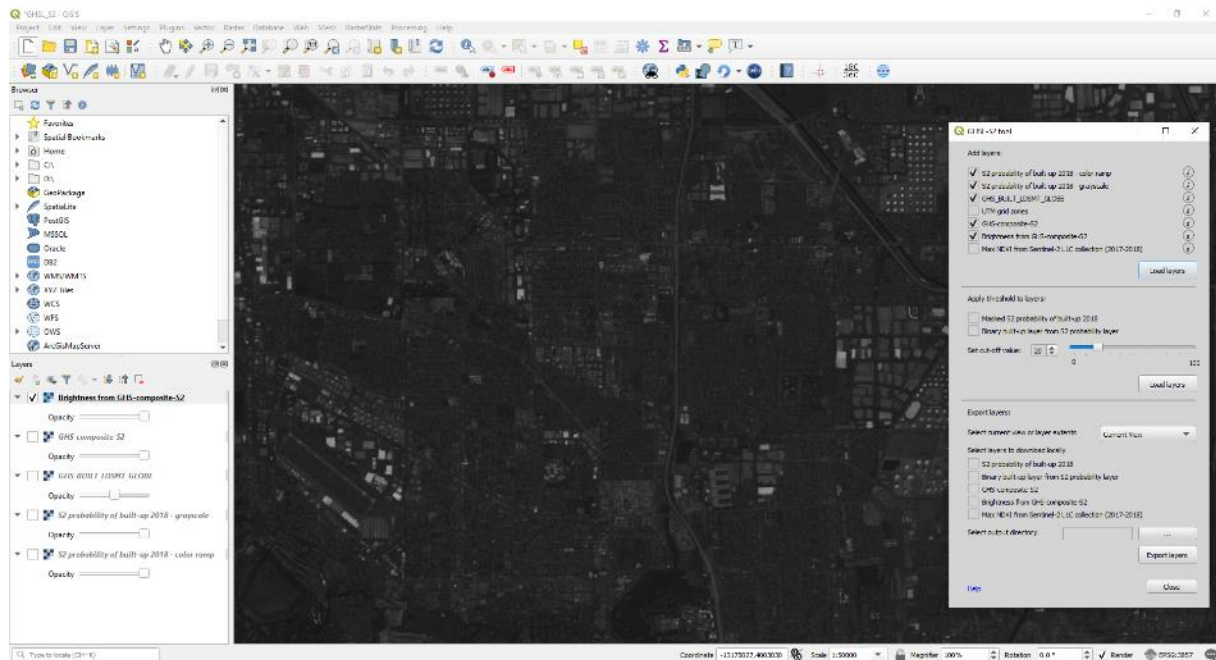 *GHSL_S2 - QGIS
Project Edit View Layer Settings Plugins Vector Raster Database Web Mesh RasterStats Processing Help
Browser
Favorites
Spatial Bookmarks
Home
C:\
D:\
GeoPackage
SpatiaLite
PostGIS
MSSQL
Oracle
DB2
WMS/WMTS
XYZ Tiles
WCS
WFS
OWS
ArcGisMapServer
Layers
Brightness from GHS-composite-S2
Opacity
GHS-composite-S2
Opacity
GHS_BUILT_LDSMT_GLOBE
Opacity
S2 probability of built-up 2018 - grayscale
Opacity
S2 probability of built-up 2018 - color ramp
Opacity
GHSL-S2 tool
Add layers:
S2 probability of built-up 2018 - color ramp
S2 probability of built-up 2018 - grayscale
GHS_BUILT_LDSMT_GLOBE
UTM grid zones
GHS-composite-S2
Brightness from GHS-composite-S2
Max NDVI from Sentinel-2 L1C collection (2017-2018)
Load layers
Apply threshold to layers:
Masked S2 probability of built-up 2018
Binary built-up layer from S2 probability layer
Set cut-off value: 20
0 100
Load layers
Export layers:
Select current view or layer extents Current View
Select layers to download locally
S2 probability of built-up 2018
Binary built-up layer from S2 probability layer
GHS-composite-S2
Brightness from GHS-composite-S2
Max NDVI from Sentinel-2 L1C collection (2017-2018)
Select output directory ...
Export layers
Help Close
Type to locate (Ctrl+K) Coordinate Scale 1:50000 Magnifier 100% Rotation 0.0 ° Render EPSG:3857